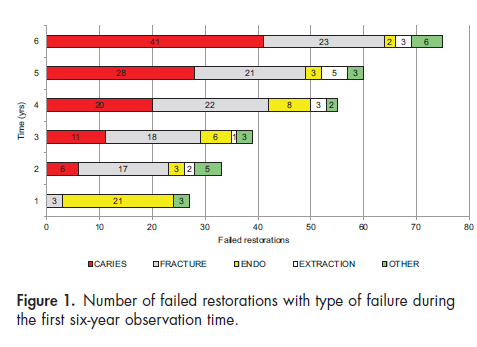 6 41 23 2 3 6
5 28 21 3 5 3
4 20 22 8 3 2
3 11 18 6 1 3
2 6 17 3 2 5
1 3 21 3
Time (yrs)
0 10 20 30 40 50 60 70 80
Failed restorations
CARIES FRACTURE ENDO EXTRACTION OTHER
Figure 1. Number of failed restorations with type of failure during
the first six-year observation time.